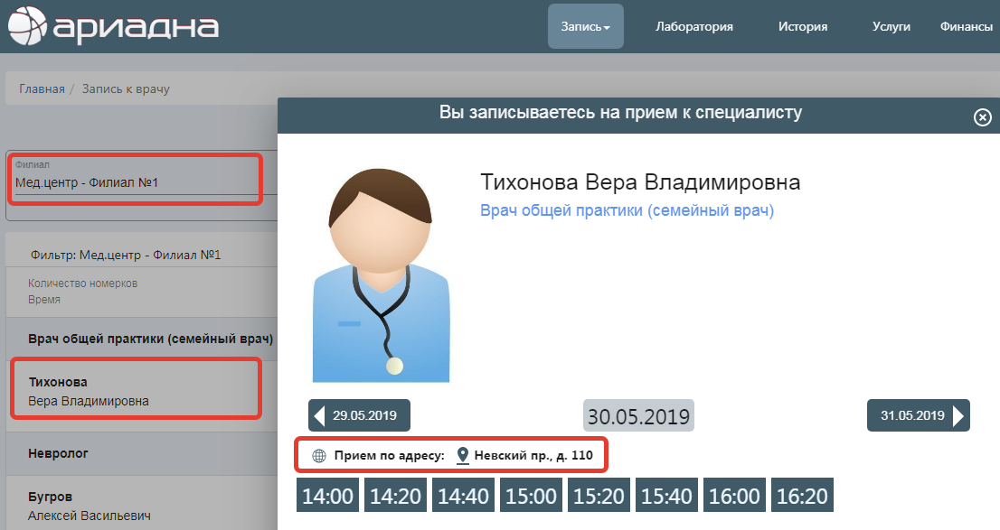 ариадна
Запись
Лаборатория
История
Услуги
Финансы
Главная / Запись к врачу
Вы записываетесь на прием к специалисту
Филиал
Мед.центр - Филиал №1
Тихонова Вера Владимировна
Врач общей практики (семейный врач)
Фильтр: Мед.центр - Филиал №1
Количество номерков
Время
Врач общей практики (семейный врач)
Тихонова
Вера Владимировна
Невролог
Бугров
Алексей Васильевич
29.05.2019
30.05.2019
31.05.2019
Прием по адресу: Невский пр., д. 110
14:00 14:20 14:40 15:00 15:20 15:40 16:00 16:20